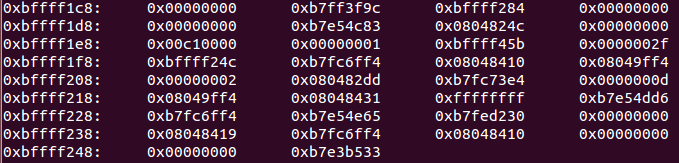 0xbffff1c8: 0x00000000 0xb7ff3f9c 0xbffff284 0x00000000
0xbffff1d8: 0x00000000 0xb7e54c83 0x0804824c 0x00000000
0xbffff1e8: 0x00c10000 0x00000001 0xbffff45b 0x0000002f
0xbffff1f8: 0xbffff24c 0xb7fc6ff4 0x08048410 0x08049ff4
0xbffff208: 0x00000002 0x080482dd 0xb7fc73e4 0x0000000d
0xbffff218: 0x08049ff4 0x08048431 0xffffffff 0xb7e54dd6
0xbffff228: 0xb7fc6ff4 0xb7e54e65 0xb7fed230 0x00000000
0xbffff238: 0x08048419 0xb7fc6ff4 0x08048410 0x00000000
0xbffff248: 0x00000000 0xb7e3b533